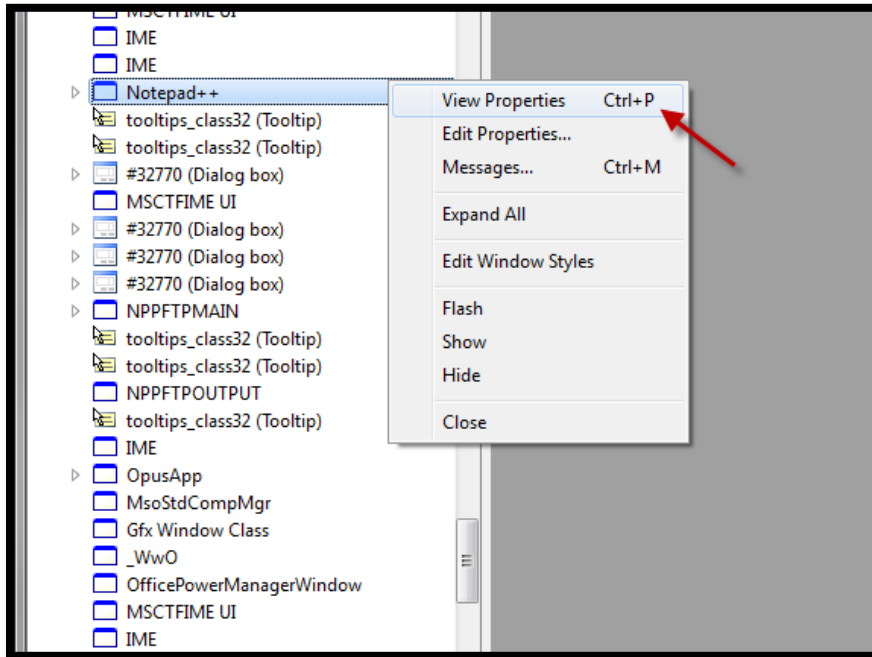 MSCTFIME UI
IME
IME
Notepad++
tooltips_class32 (Tooltip)
tooltips_class32 (Tooltip)
#32770 (Dialog box)
MSCTFIME UI
#32770 (Dialog box)
#32770 (Dialog box)
#32770 (Dialog box)
NPPFTPMAIN
tooltips_class32 (Tooltip)
tooltips_class32 (Tooltip)
NPPFTPOUTPUT
tooltips_class32 (Tooltip)
IME
OpusApp
MsoStdCompMgr
Gfx Window Class
_WwO
OfficePowerManagerWindow
MSCTFIME UI
IME
View Properties Ctrl+P
Edit Properties...
Messages... Ctrl+M
Expand All
Edit Window Styles
Flash
Show
Hide
Close